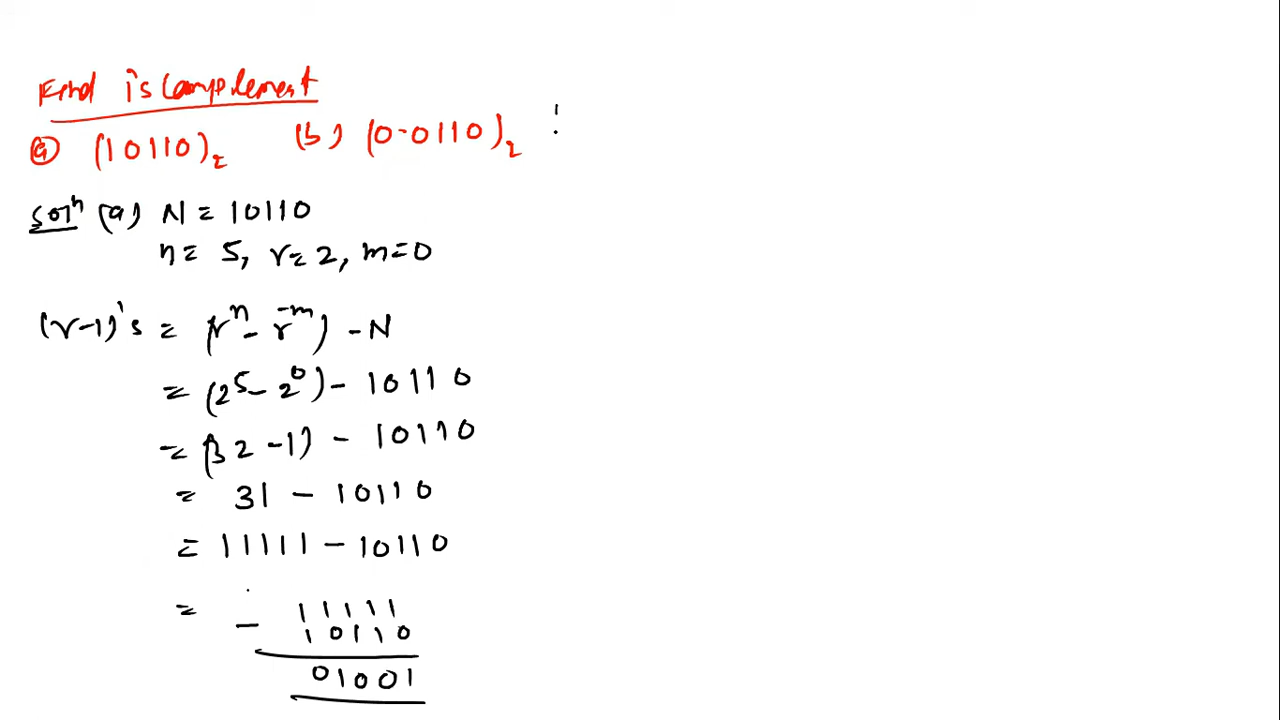 Find 1's Complement
(a) (10110)₂ (b) (0.0110)₂
Solⁿ (a) N = 10110
n = 5, r = 2, m = 0
(r-1)'s = (rⁿ - r⁻ᵐ) - N
= (2⁵ - 2⁰) - 10110
= (32 - 1) - 10110
= 31 - 10110
= 11111 - 10110
= - 11111
10110
01001